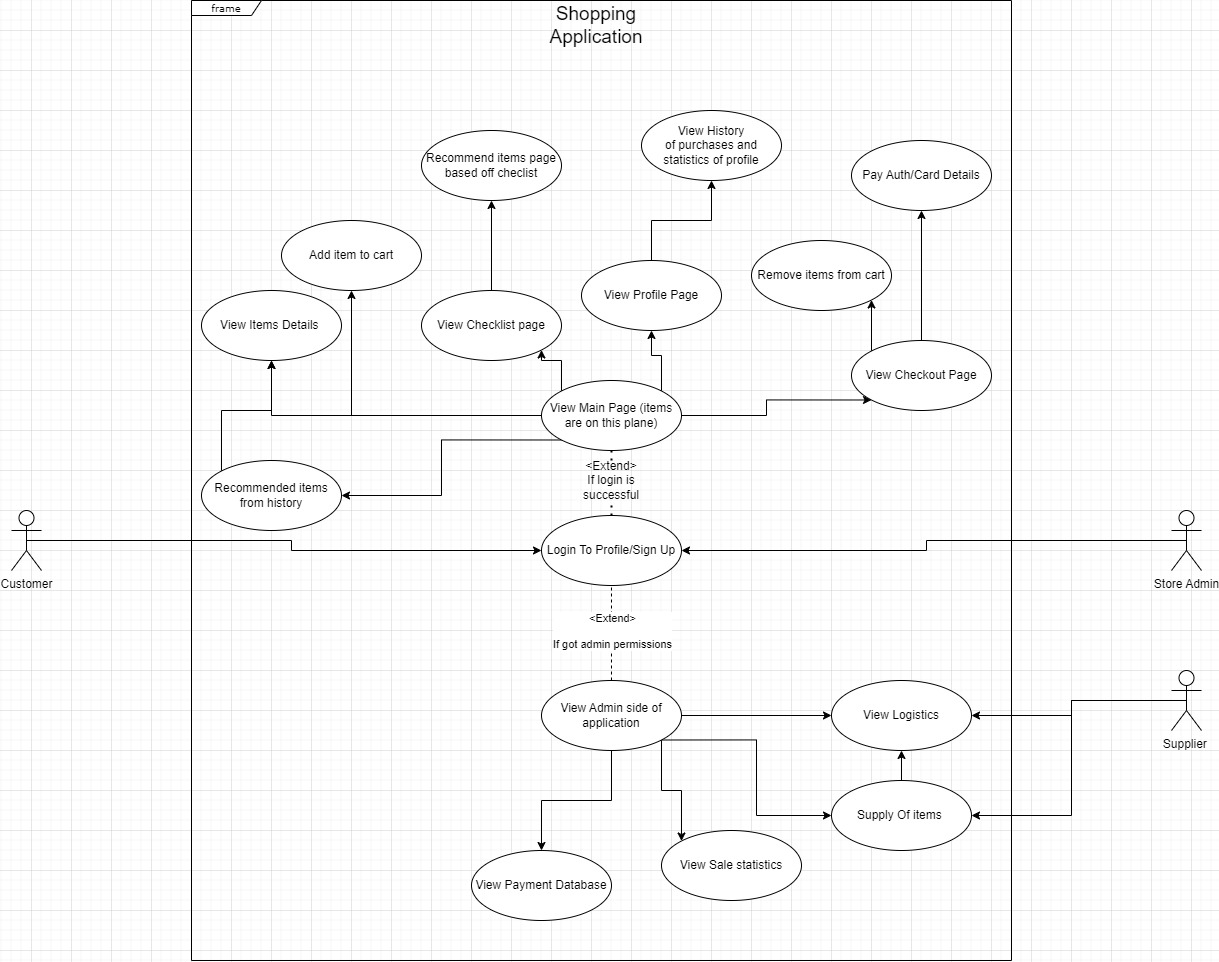 frame
Shopping
Application
View History
of purchases and
statistics of profile
Recommend items page
based off checlist
Pay Auth/Card Details
Add item to cart
Remove items from cart
View Profile Page
View Items Details
View Checklist page
View Checkout Page
View Main Page (items
are on this plane)
<Extend>
If login is
successful
Recommended items
from history
Login To Profile/Sign Up
Customer
Store Admin
<Extend>
If got admin permissions
View Admin side of
application
View Logistics
Supplier
Supply Of items
View Sale statistics
View Payment Database